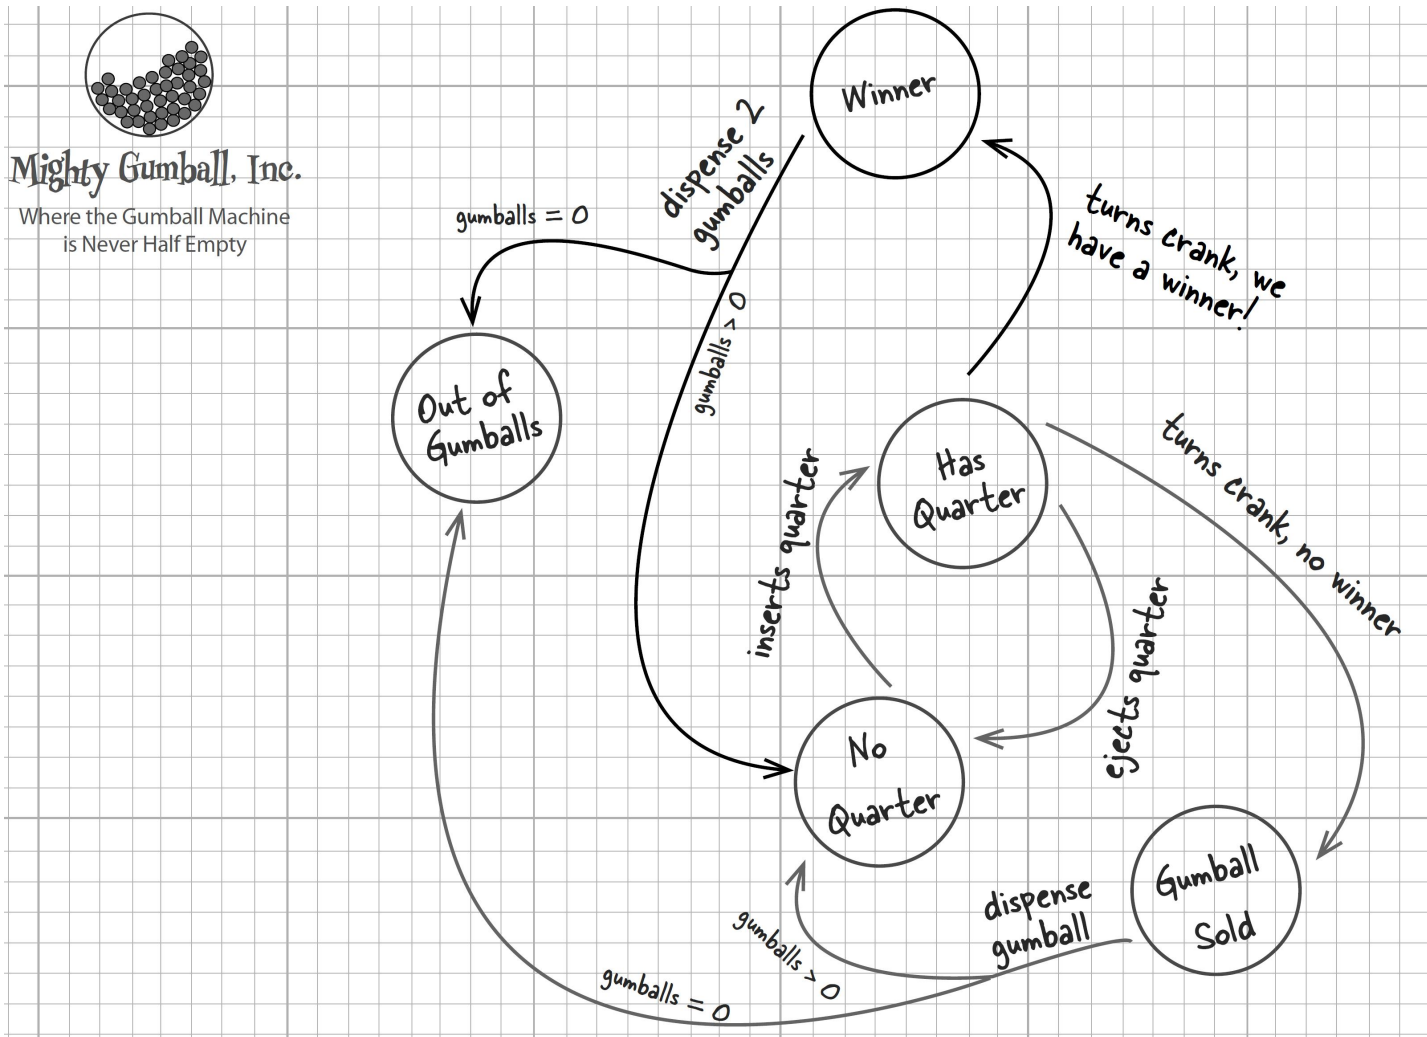 Mighty Gumball, Inc.
Where the Gumball Machine
is Never Half Empty
Winner
dispense 2
gumballs
gumballs = 0
gumballs > 0
turns crank, we
have a winner!
Out of
Gumballs
Has
Quarter
inserts quarter
turns crank, no winner
ejects quarter
No
Quarter
Gumball
Sold
dispense
gumball
gumballs > 0
gumballs = 0